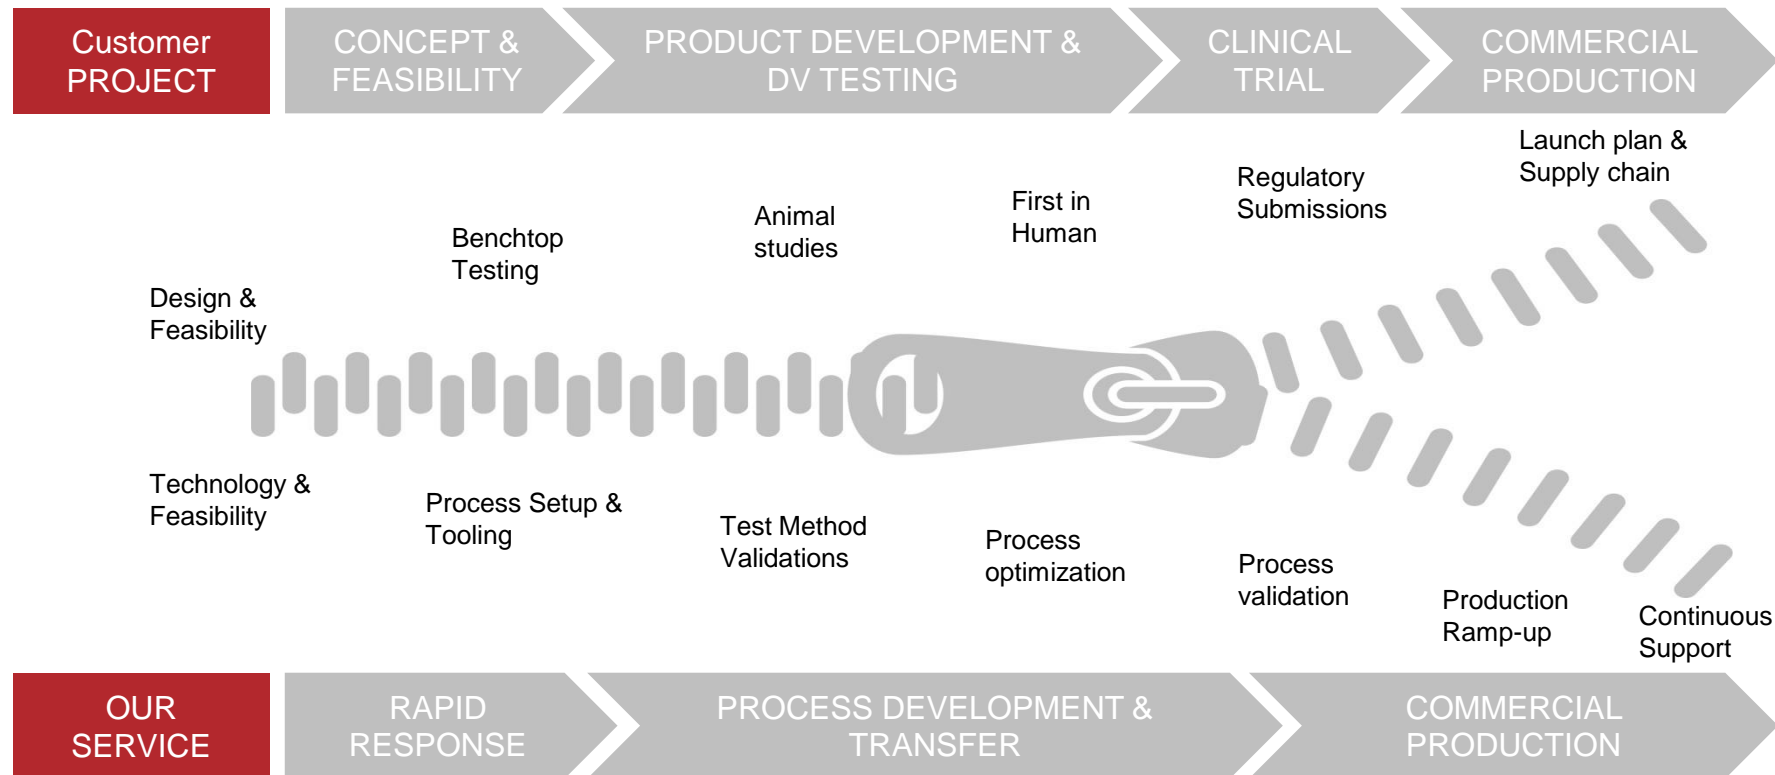 Customer
PROJECT
CONCEPT &
FEASIBILITY
PRODUCT DEVELOPMENT &
DV TESTING
CLINICAL
TRIAL
COMMERCIAL
PRODUCTION
Launch plan &
Supply chain
Regulatory
Submissions
First in
Human
Animal
studies
Benchtop
Testing
Design &
Feasibility
Technology &
Feasibility
Process Setup &
Tooling
Test Method
Validations
Process
optimization
Process
validation
Production
Ramp-up
Continuous
Support
OUR
SERVICE
RAPID
RESPONSE
PROCESS DEVELOPMENT &
TRANSFER
COMMERCIAL
PRODUCTION